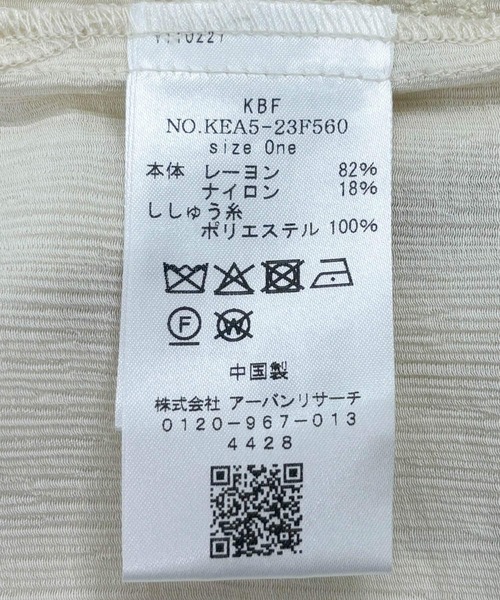 KBF
NO.KEA5-23F560
size One
本体 レーヨン 82%
ナイロン 18%
ししゅう糸
ポリエステル 100%
F
W
中国製
株式会社 アーバンリサーチ
0120-967-013
4428